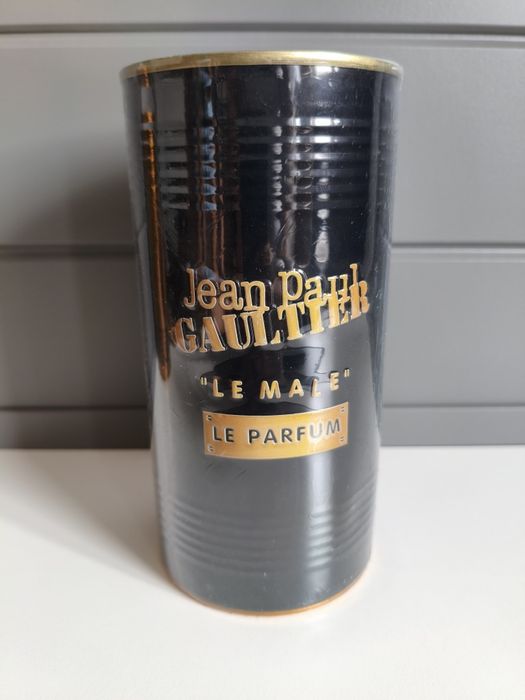 Jean Paul
GAULTIER
"LE MALE"
LE PARFUM